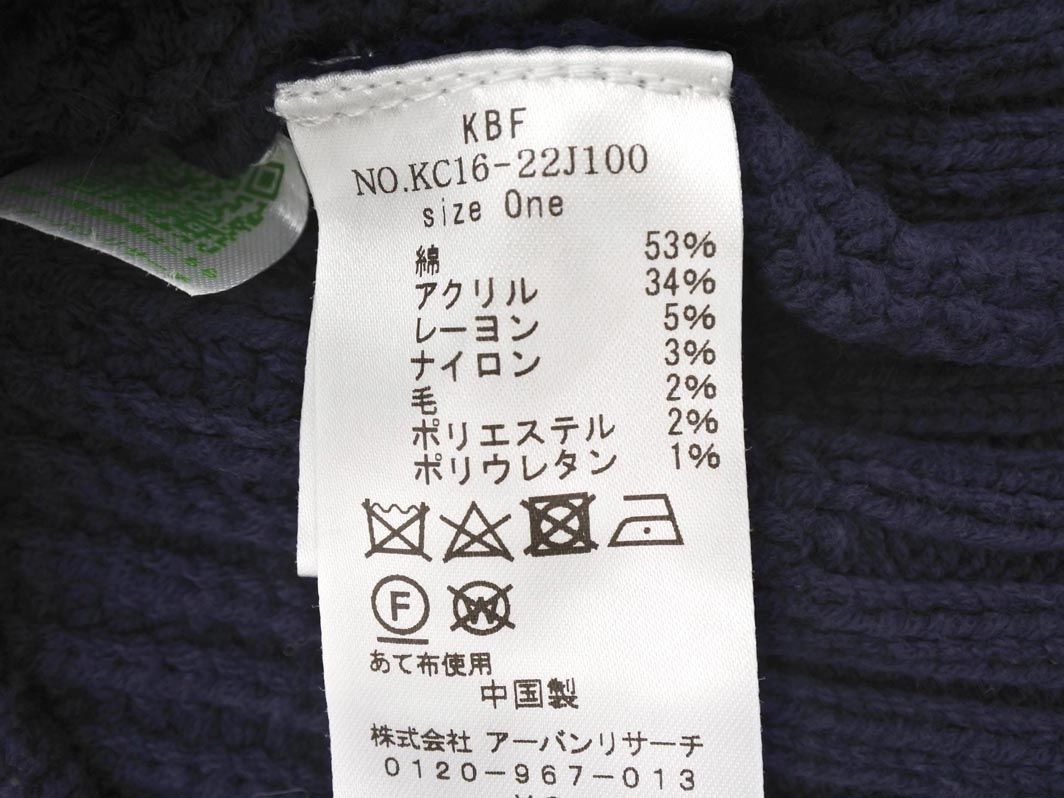 KBF
NO.KC16-22J100
size One
綿 53%
アクリル 34%
レーヨン 5%
ナイロン 3%
毛 2%
ポリエステル 2%
ポリウレタン 1%
F
W
あて布使用
中国製
株式会社 アーバンリサーチ
0120-967-013